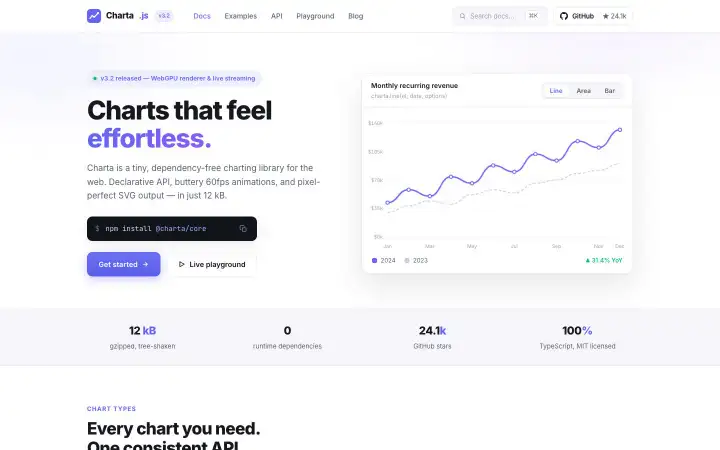 Charta .js v3.2 Docs Examples API Playground Blog Search docs... ⌘K GitHub ★ 24.1k
v3.2 released — WebGPU renderer & live streaming
Charts that feel
effortless.
Charta is a tiny, dependency-free charting library for the
web. Declarative API, buttery 60fps animations, and pixel-
perfect SVG output — in just 12 kB.
$ npm install @charta/core
Get started →
Live playground
Monthly recurring revenue
charta.line(el, data, options)
Line Area Bar
$140k
$105k
$70k
$35k
$0k
Jan Mar May Jul Sep Nov Dec
2024 2023 ▲ 31.4% YoY
12 kB
gzipped, tree-shaken
0
runtime dependencies
24.1k
GitHub stars
100%
TypeScript, MIT licensed
CHART TYPES
Every chart you need.
One consistent API.